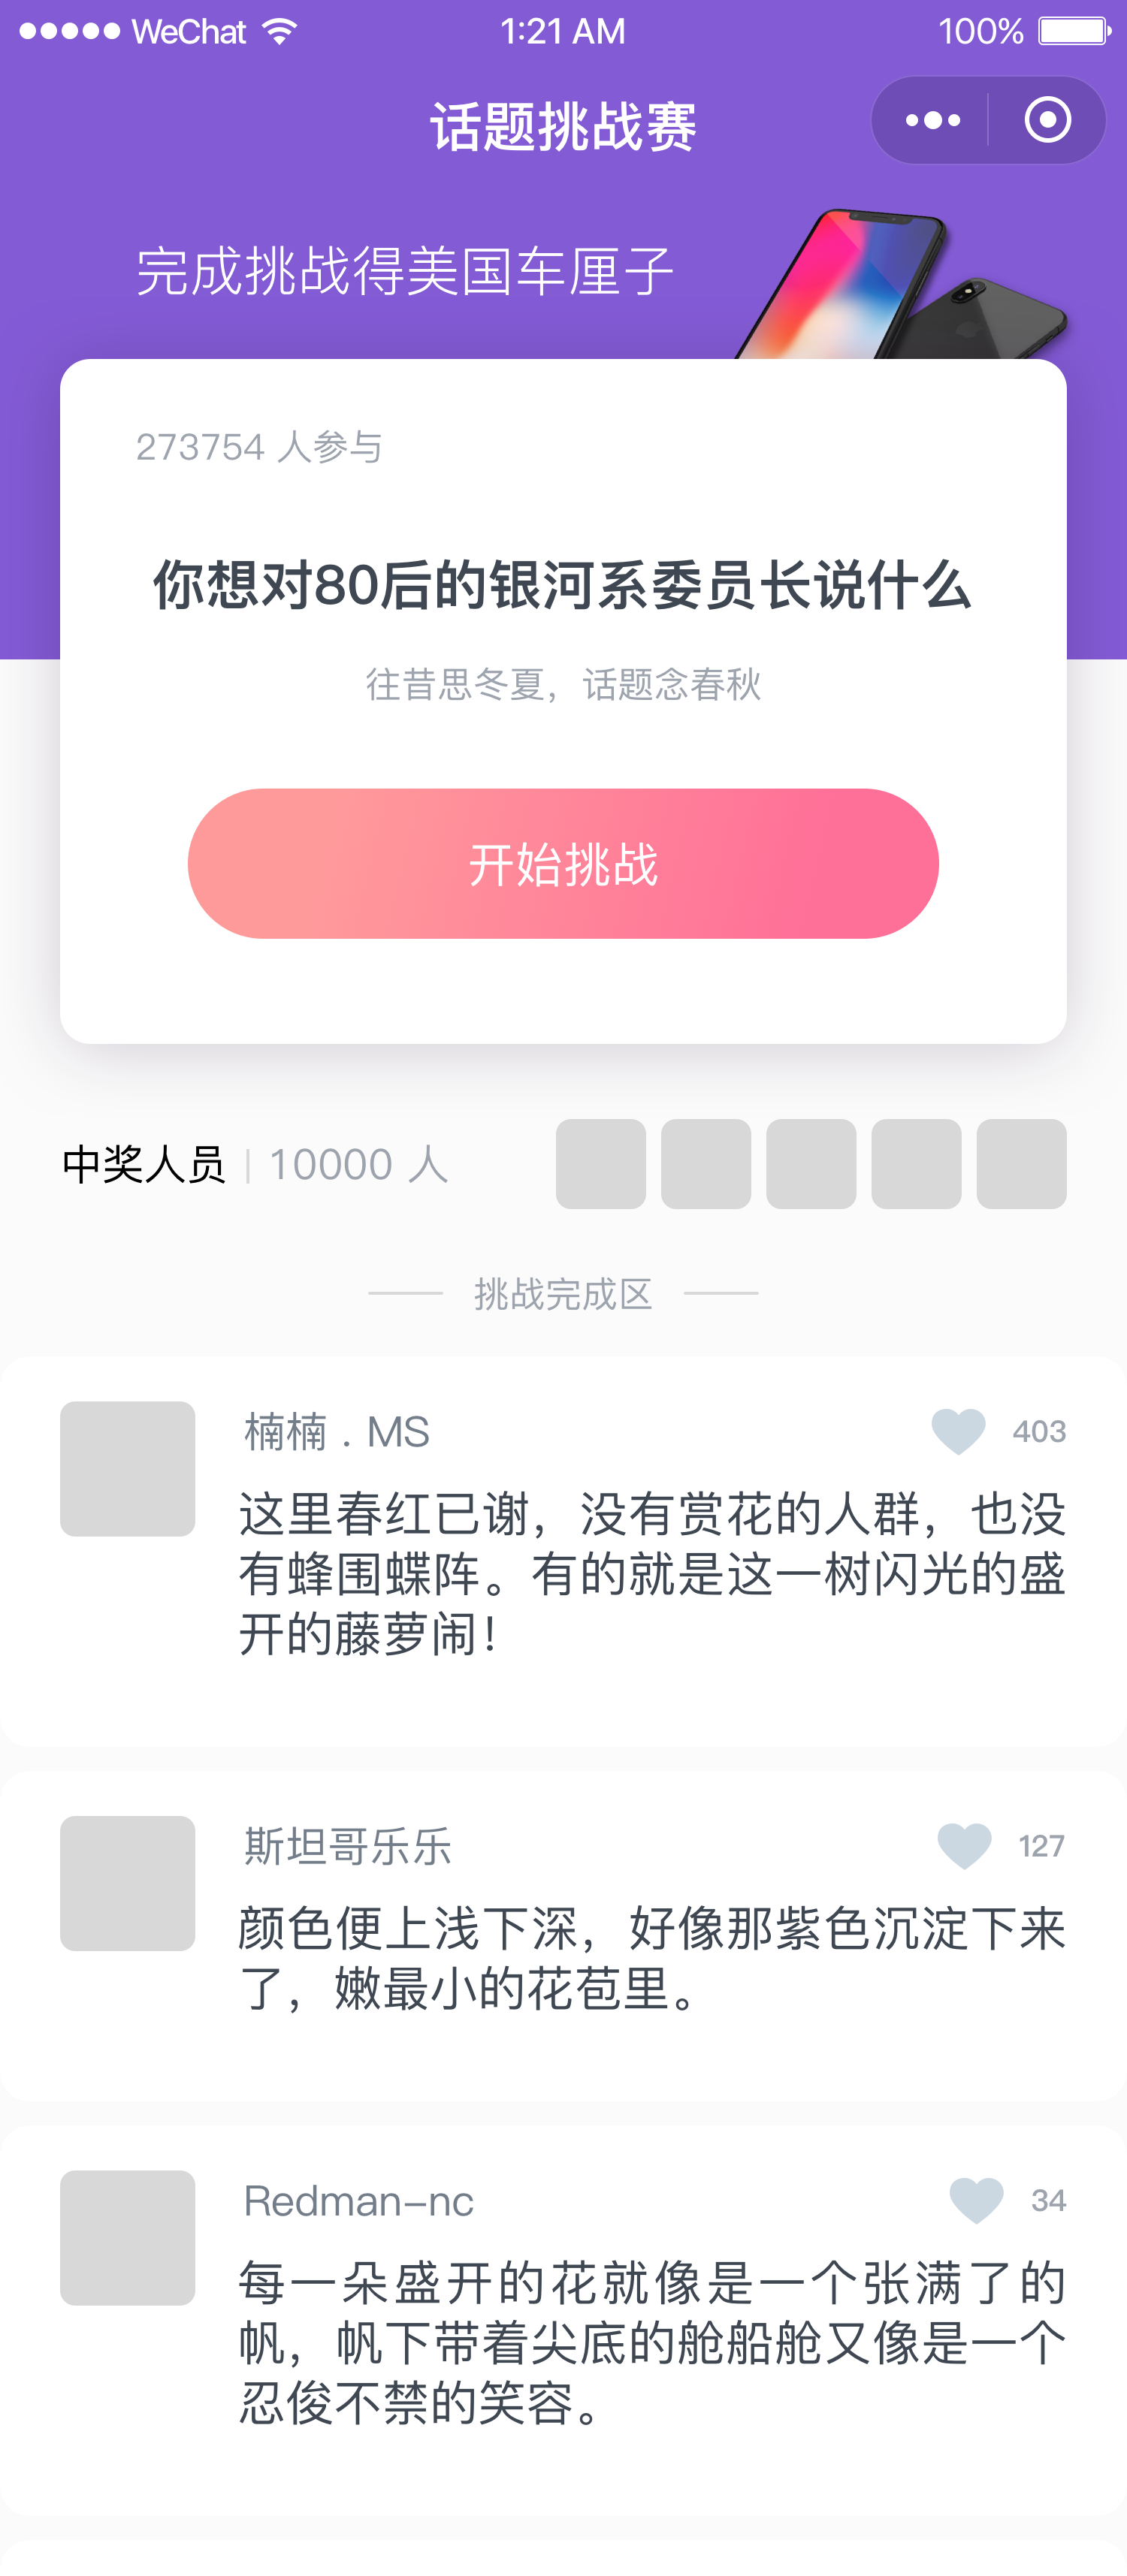 WeChat 1:21 AM 100%
话题挑战赛
完成挑战得美国车厘子
273754 人参与
你想对80后的银河系委员长说什么
往昔思冬夏，话题念春秋
开始挑战
中奖人员 | 10000 人
挑战完成区
楠楠 . MS 403
这里春红已谢，没有赏花的人群，也没
有蜂围蝶阵。有的就是这一树闪光的盛
开的藤萝闹！
斯坦哥乐乐 127
颜色便上浅下深，好像那紫色沉淀下来
了，嫩最小的花苞里。
Redman-nc 34
每一朵盛开的花就像是一个张满了的
帆，帆下带着尖底的舱船舱又像是一个
忍俊不禁的笑容。